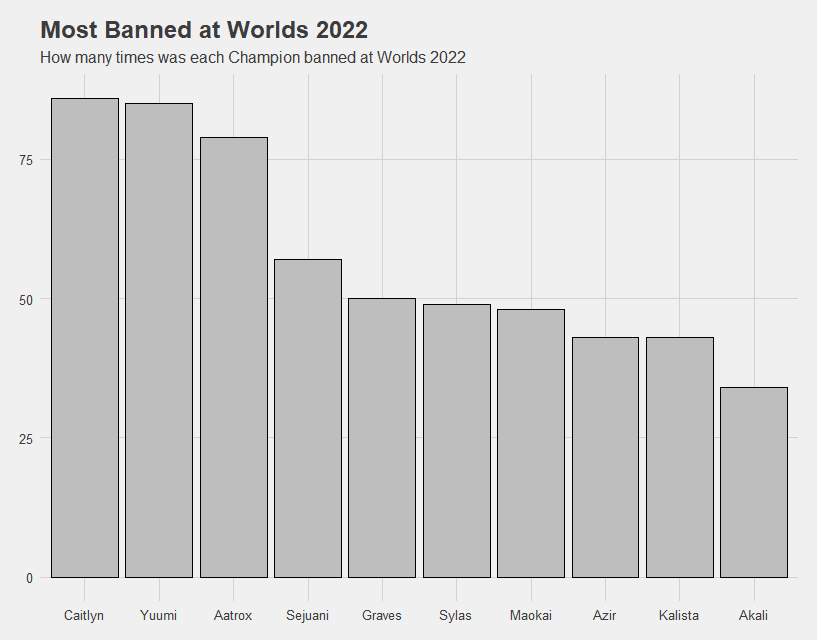 Most Banned at Worlds 2022
How many times was each Champion banned at Worlds 2022
75
50
25
0
Caitlyn Yuumi Aatrox Sejuani Graves Sylas Maokai Azir Kalista Akali